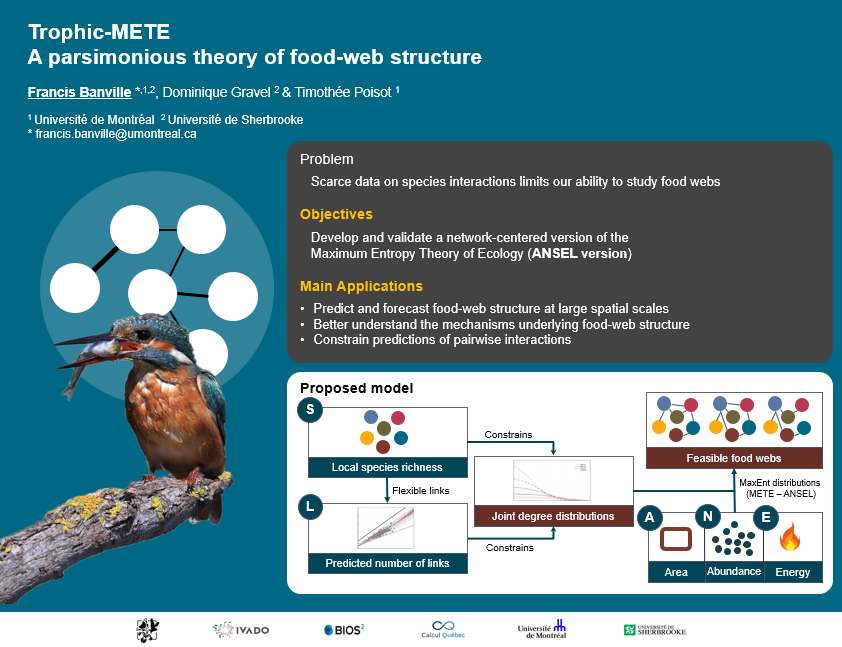 Trophic-METE
A parsimonious theory of food-web structure
Francis Banville *,1,2, Dominique Gravel 2 & Timothée Poisot 1
1 Université de Montréal 2 Université de Sherbrooke
* francis.banville@umontreal.ca
Problem
Scarce data on species interactions limits our ability to study food webs
Objectives
Develop and validate a network-centered version of the
Maximum Entropy Theory of Ecology (ANSEL version)
Main Applications
• Predict and forecast food-web structure at large spatial scales
• Better understand the mechanisms underlying food-web structure
• Constrain predictions of pairwise interactions
Proposed model
S
Local species richness
Constrains
Flexible links
L
Predicted number of links
Constrains
Joint degree distributions
Feasible food webs
MaxEnt distributions
(METE – ANSEL)
A
N
E
Area
Abundance
Energy
IVADO
BIOS2
Calcul Québec
Université
de Montréal
UNIVERSITÉ DE
SHERBROOKE